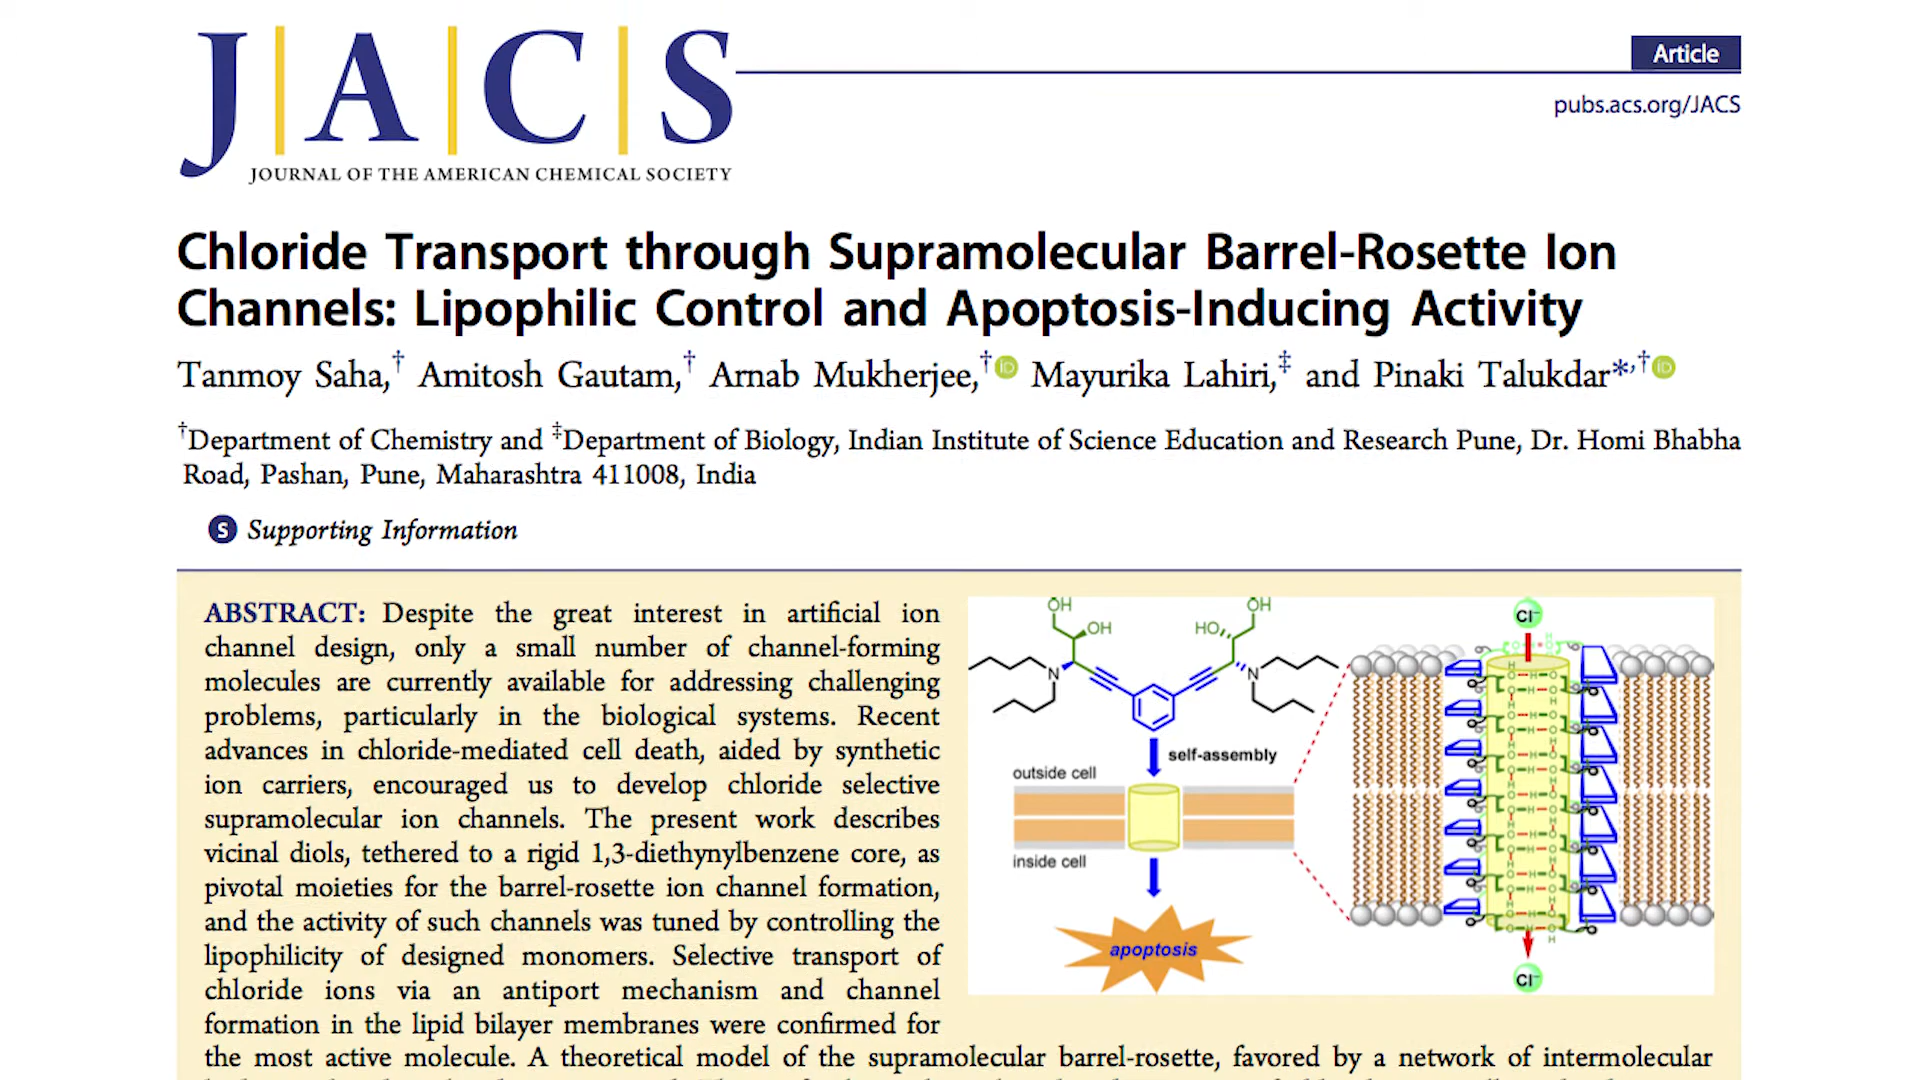 J|A|C|S
JOURNAL OF THE AMERICAN CHEMICAL SOCIETY
Article
pubs.acs.org/JACS
Chloride Transport through Supramolecular Barrel-Rosette Ion
Channels: Lipophilic Control and Apoptosis-Inducing Activity
Tanmoy Saha,† Amitosh Gautam,† Arnab Mukherjee,† iD Mayurika Lahiri,‡ and Pinaki Talukdar*,† iD
†Department of Chemistry and ‡Department of Biology, Indian Institute of Science Education and Research Pune, Dr. Homi Bhabha
Road, Pashan, Pune, Maharashtra 411008, India
S Supporting Information
ABSTRACT: Despite the great interest in artificial ion
channel design, only a small number of channel-forming
molecules are currently available for addressing challenging
problems, particularly in the biological systems. Recent
advances in chloride-mediated cell death, aided by synthetic
ion carriers, encouraged us to develop chloride selective
supramolecular ion channels. The present work describes
vicinal diols, tethered to a rigid 1,3-diethynylbenzene core, as
pivotal moieties for the barrel-rosette ion channel formation,
and the activity of such channels was tuned by controlling the
lipophilicity of designed monomers. Selective transport of
chloride ions via an antiport mechanism and channel
formation in the lipid bilayer membranes were confirmed for
the most active molecule. A theoretical model of the supramolecular barrel-rosette, favored by a network of intermolecular
OH
OH
OH
HO
N
N
self-assembly
outside cell
inside cell
apoptosis
Cl⁻
Cl⁻